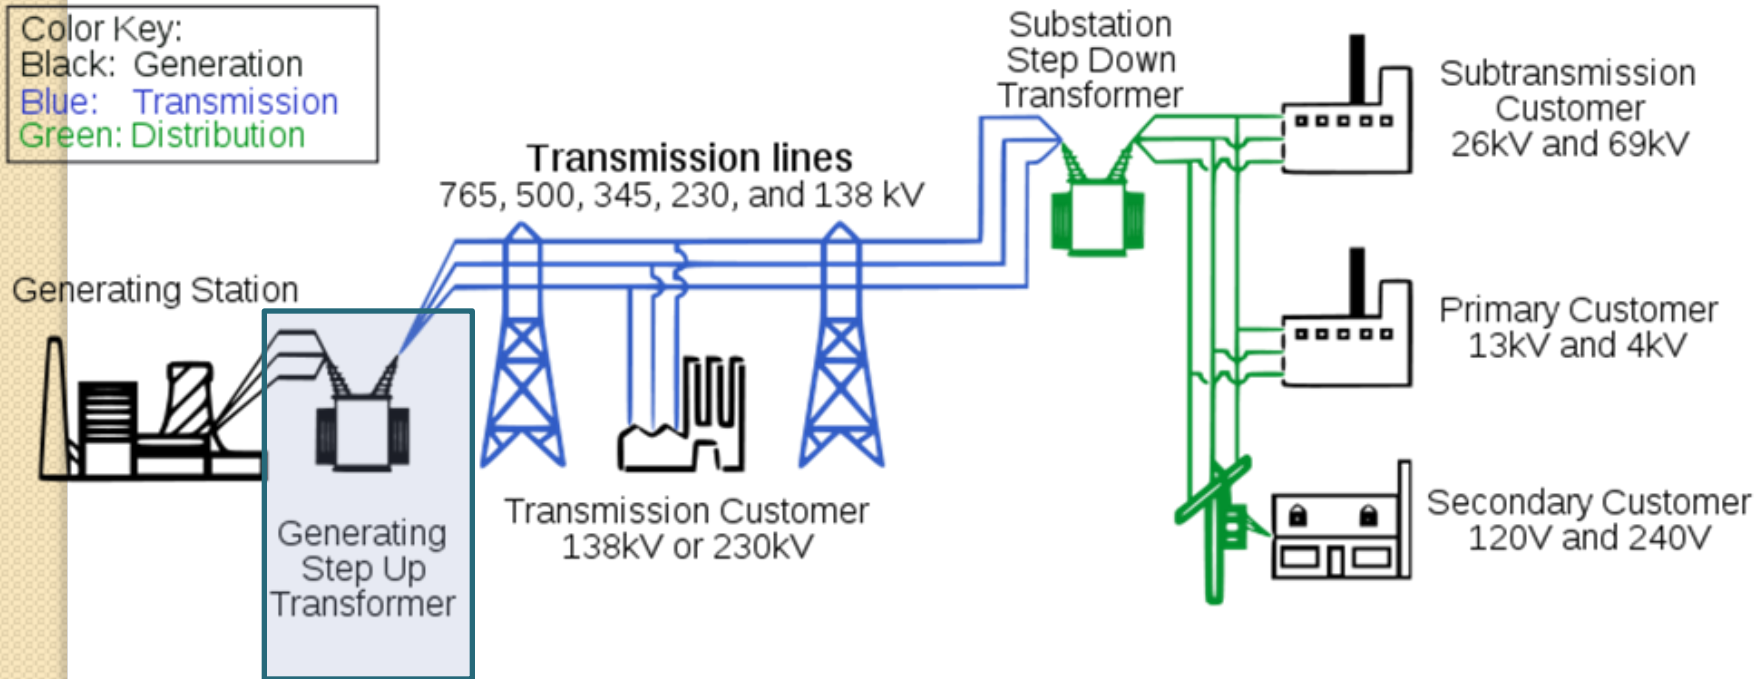 Color Key:
Black: Generation
Blue: Transmission
Green: Distribution
Substation
Step Down
Transformer
Subtransmission
Customer
26kV and 69kV
Transmission lines
765, 500, 345, 230, and 138 kV
Generating Station
Primary Customer
13kV and 4kV
Generating
Step Up
Transformer
Transmission Customer
138kV or 230kV
Secondary Customer
120V and 240V